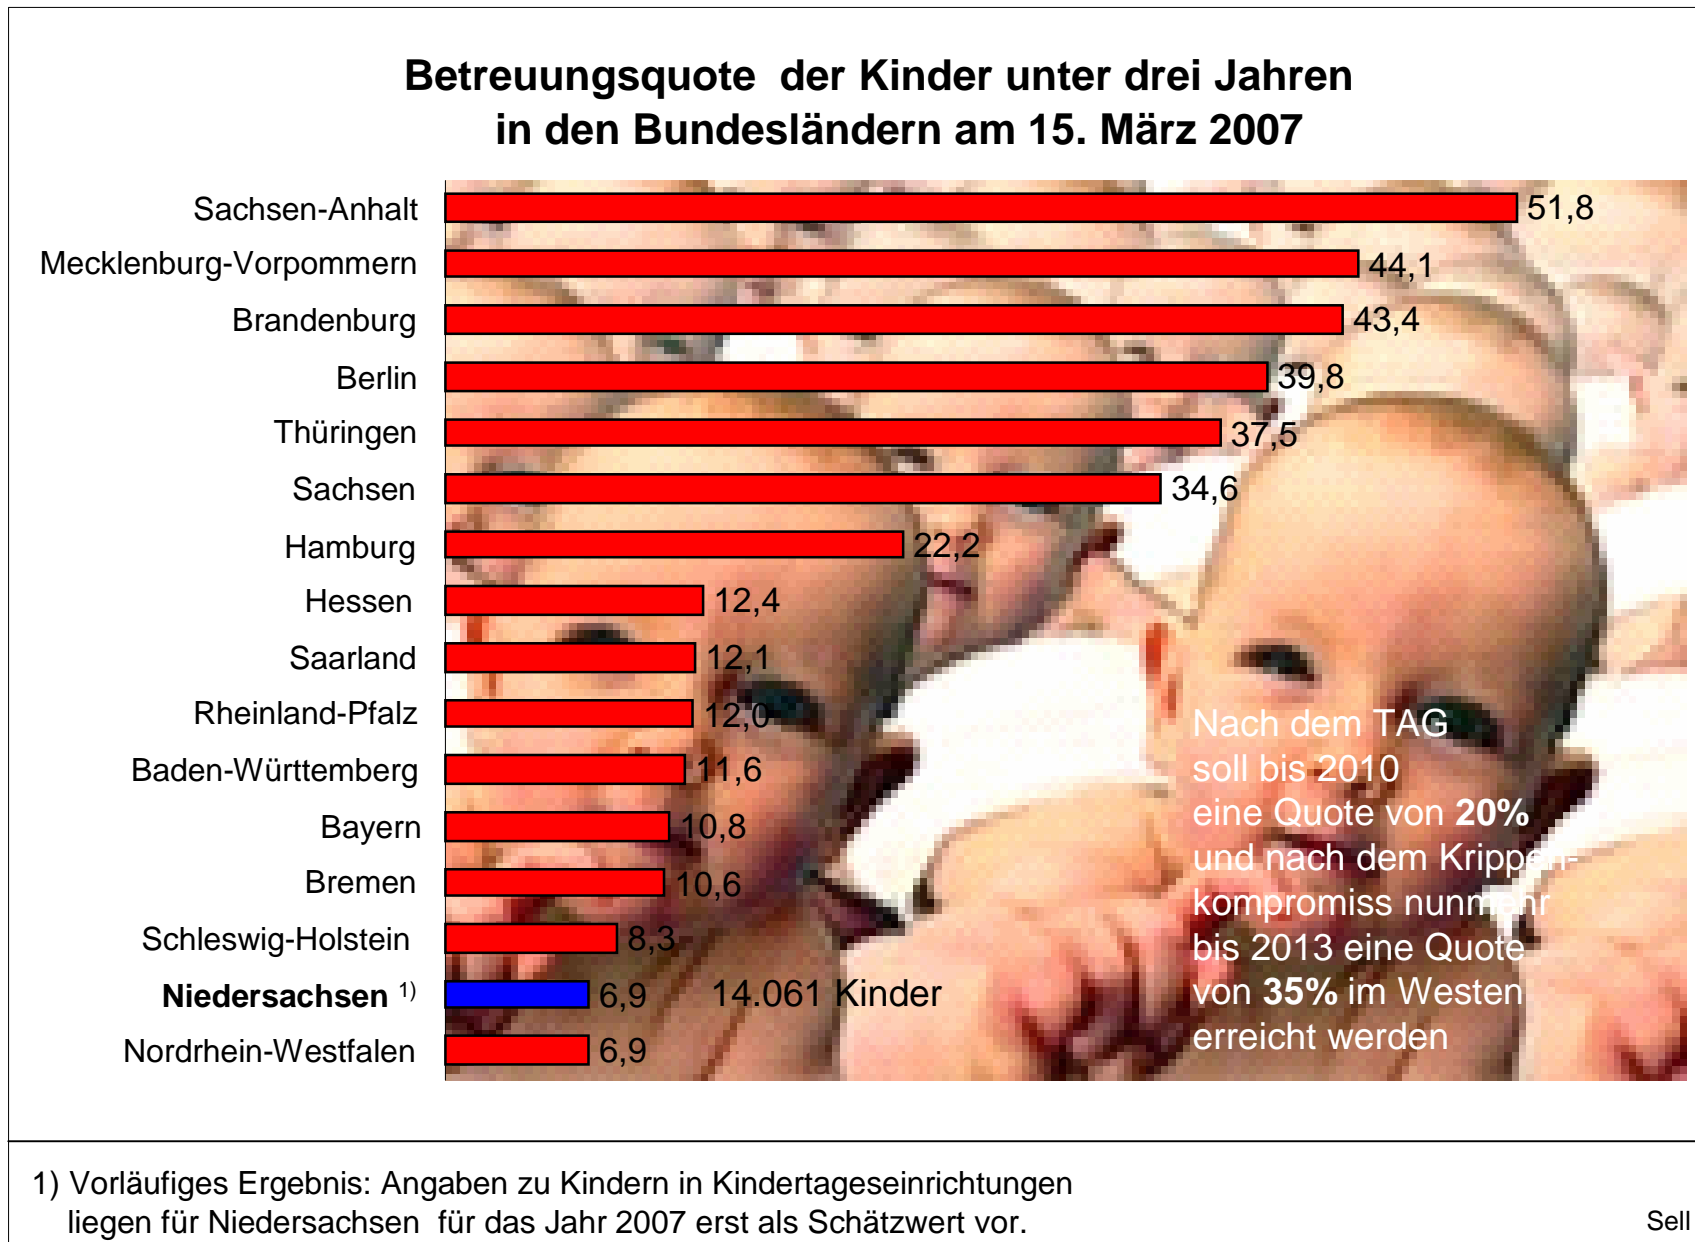 Betreuungsquote der Kinder unter drei Jahren
in den Bundesländern am 15. März 2007
Sachsen-Anhalt 51,8
Mecklenburg-Vorpommern 44,1
Brandenburg 43,4
Berlin 39,8
Thüringen 37,5
Sachsen 34,6
Hamburg 22,2
Hessen 12,4
Saarland 12,1
Rheinland-Pfalz 12,0
Baden-Württemberg 11,6
Bayern 10,8
Bremen 10,6
Schleswig-Holstein 8,3
Niedersachsen 1) 6,9 14.061 Kinder
Nordrhein-Westfalen 6,9
Nach dem TAG
soll bis 2010
eine Quote von 20%
und nach dem Krippen-
kompromiss nunmehr
bis 2013 eine Quote
von 35% im Westen
erreicht werden
1) Vorläufiges Ergebnis: Angaben zu Kindern in Kindertageseinrichtungen
liegen für Niedersachsen für das Jahr 2007 erst als Schätzwert vor.
Sell